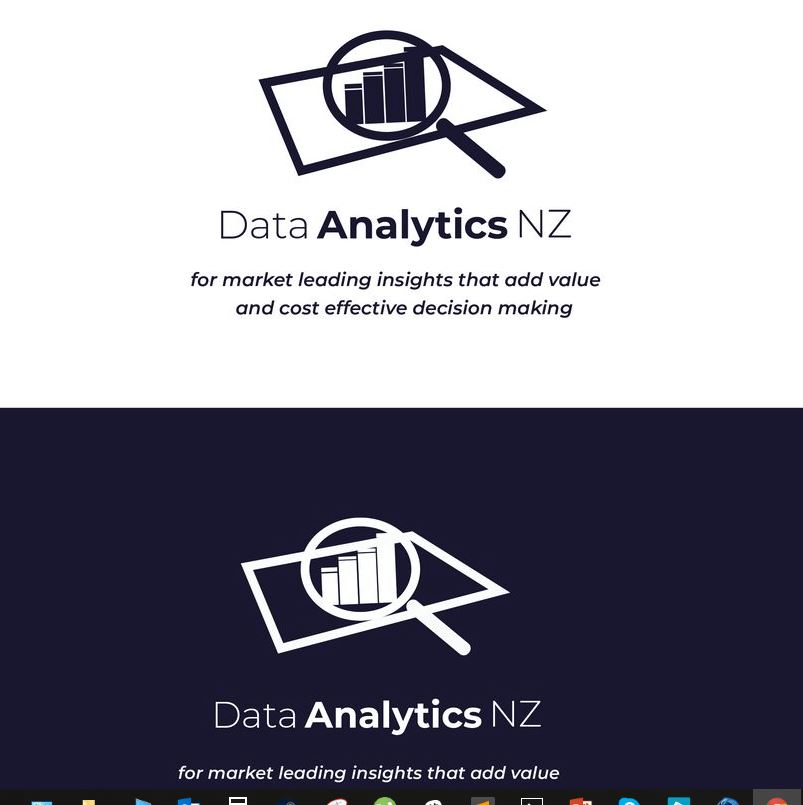 Data Analytics NZ
for market leading insights that add value
and cost effective decision making
Data Analytics NZ
for market leading insights that add value